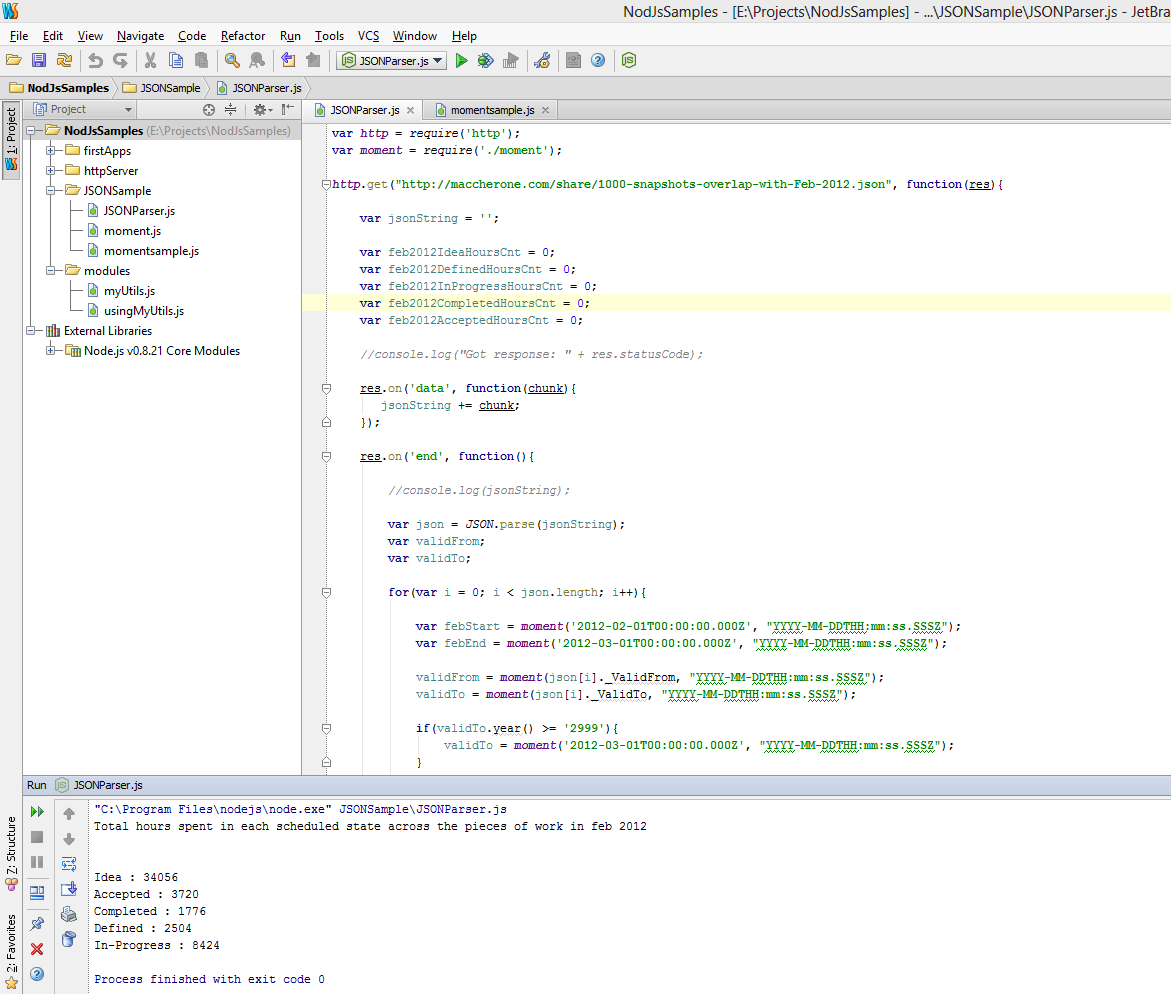 NodJsSamples - [E:\Projects\NodJsSamples] - ...\JSONSample\JSONParser.js - JetBra
File Edit View Navigate Code Refactor Run Tools VCS Window Help
JSONParser.js
NodJsSamples JSONSample JSONParser.js
1: Project
Project
JSONParser.js momentsample.js
NodJsSamples (E:\Projects\NodJsSamples)
firstApps
httpServer
JSONSample
JSONParser.js
moment.js
momentsample.js
modules
myUtils.js
usingMyUtils.js
External Libraries
Node.js v0.8.21 Core Modules
var http = require('http');
var moment = require('./moment');
http.get("http://maccherone.com/share/1000-snapshots-overlap-with-Feb-2012.json", function(res){
var jsonString = '';
var feb2012IdeaHoursCnt = 0;
var feb2012DefinedHoursCnt = 0;
var feb2012InProgressHoursCnt = 0;
var feb2012CompletedHoursCnt = 0;
var feb2012AcceptedHoursCnt = 0;
//console.log("Got response: " + res.statusCode);
res.on('data', function(chunk){
jsonString += chunk;
});
res.on('end', function(){
//console.log(jsonString);
var json = JSON.parse(jsonString);
var validFrom;
var validTo;
for(var i = 0; i < json.length; i++){
var febStart = moment('2012-02-01T00:00:00.000Z', "YYYY-MM-DDTHH:mm:ss.SSSZ");
var febEnd = moment('2012-03-01T00:00:00.000Z', "YYYY-MM-DDTHH:mm:ss.SSSZ");
validFrom = moment(json[i]._ValidFrom, "YYYY-MM-DDTHH:mm:ss.SSSZ");
validTo = moment(json[i]._ValidTo, "YYYY-MM-DDTHH:mm:ss.SSSZ");
if(validTo.year() >= '2999'){
validTo = moment('2012-03-01T00:00:00.000Z', "YYYY-MM-DDTHH:mm:ss.SSSZ");
}
Run JSONParser.js
Z: Structure
2: Favorites
"C:\Program Files\nodejs\node.exe" JSONSample\JSONParser.js
Total hours spent in each scheduled state across the pieces of work in feb 2012
Idea : 34056
Accepted : 3720
Completed : 1776
Defined : 2504
In-Progress : 8424
Process finished with exit code 0